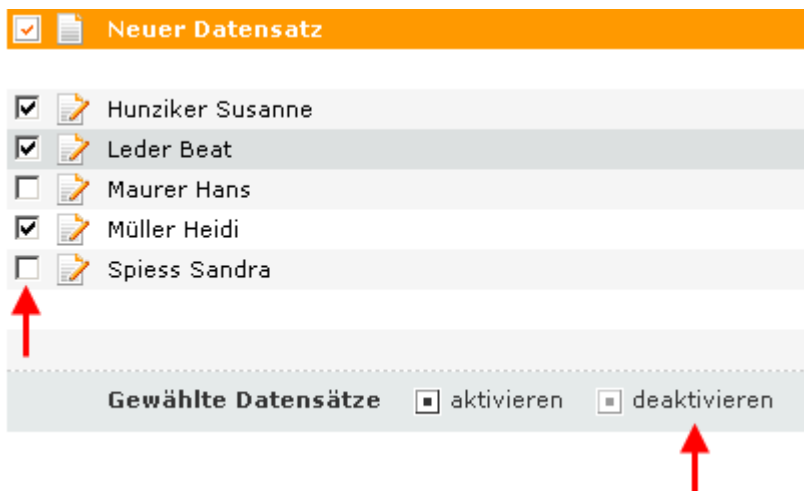 Neuer Datensatz
Hunziker Susanne
Leder Beat
Maurer Hans
Müller Heidi
Spiess Sandra
Gewählte Datensätze aktivieren deaktivieren